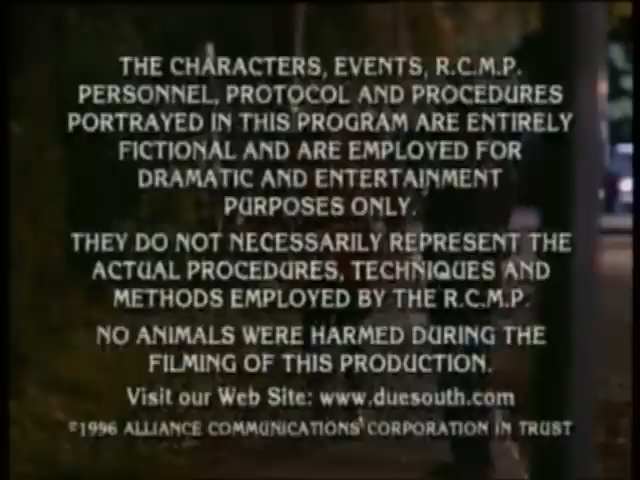 THE CHARACTERS, EVENTS, R.C.M.P.
PERSONNEL, PROTOCOL AND PROCEDURES
PORTRAYED IN THIS PROGRAM ARE ENTIRELY
FICTIONAL AND ARE EMPLOYED FOR
DRAMATIC AND ENTERTAINMENT
PURPOSES ONLY.
THEY DO NOT NECESSARILY REPRESENT THE
ACTUAL PROCEDURES, TECHNIQUES AND
METHODS EMPLOYED BY THE R.C.M.P.
NO ANIMALS WERE HARMED DURING THE
FILMING OF THIS PRODUCTION.
Visit our Web Site: www.duesouth.com
©1996 ALLIANCE COMMUNICATIONS CORPORATION IN TRUST